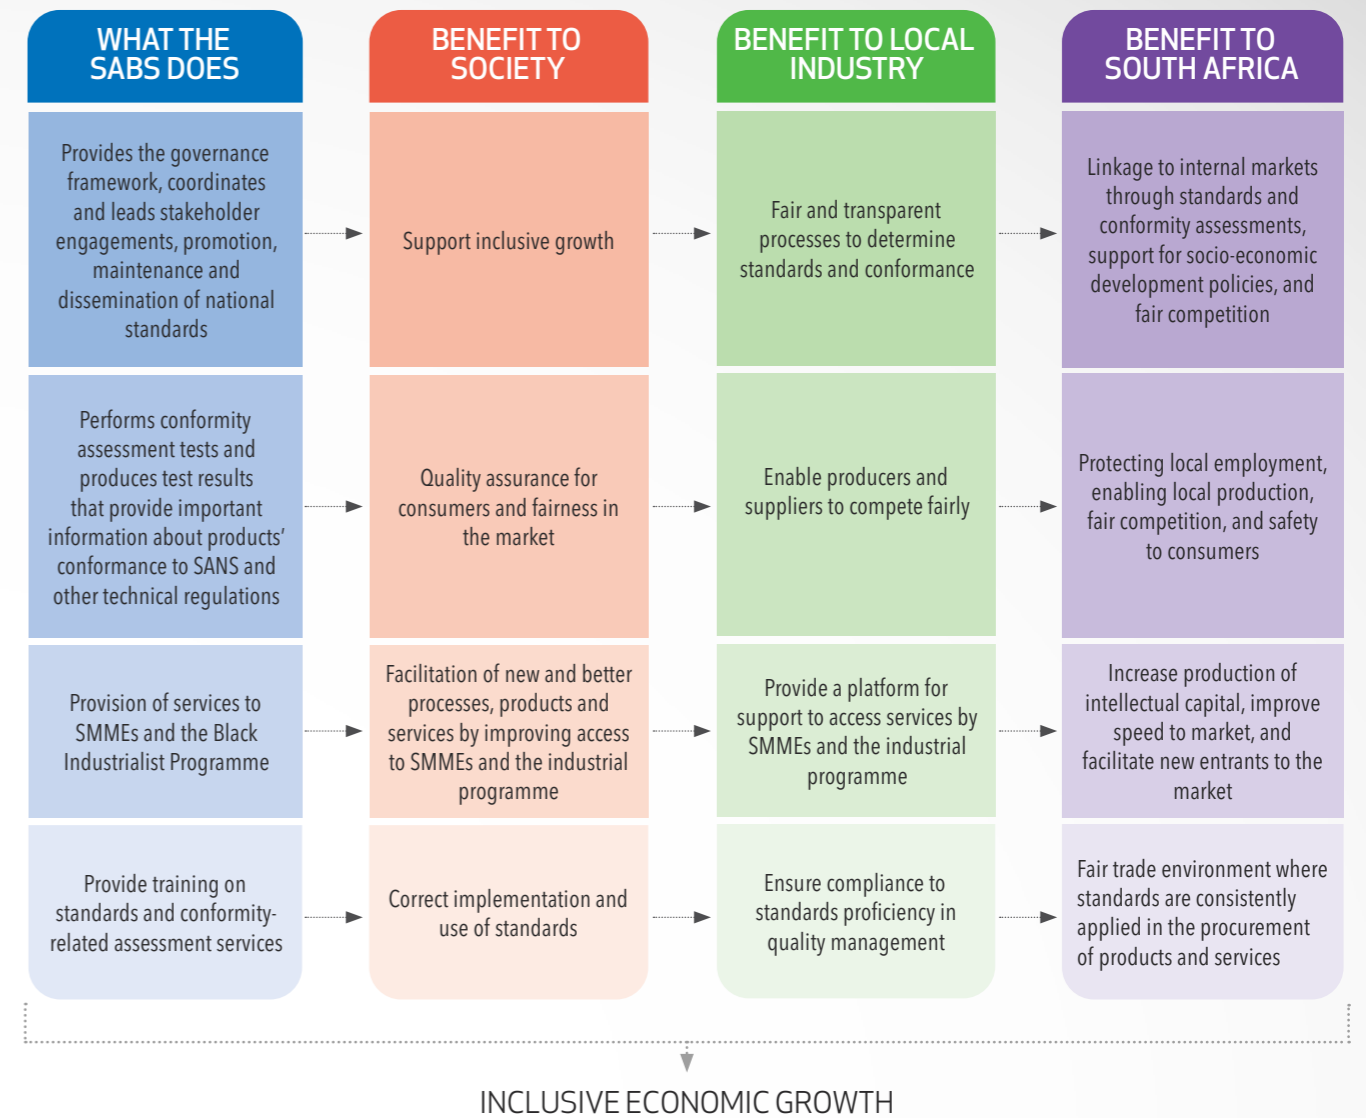 WHAT THE
SABS DOES
BENEFIT TO
SOCIETY
BENEFIT TO LOCAL
INDUSTRY
BENEFIT TO
SOUTH AFRICA
Provides the governance
framework, coordinates
and leads stakeholder
engagements, promotion,
maintenance and
dissemination of national
standards
Support inclusive growth
Fair and transparent
processes to determine
standards and conformance
Linkage to internal markets
through standards and
conformity assessments,
support for socio-economic
development policies, and
fair competition
Performs conformity
assessment tests and
produces test results
that provide important
information about products’
conformance to SANS and
other technical regulations
Quality assurance for
consumers and fairness in
the market
Enable producers and
suppliers to compete fairly
Protecting local employment,
enabling local production,
fair competition, and safety
to consumers
Provision of services to
SMMEs and the Black
Industrialist Programme
Facilitation of new and better
processes, products and
services by improving access
to SMMEs and the industrial
programme
Provide a platform for
support to access services by
SMMEs and the industrial
programme
Increase production of
intellectual capital, improve
speed to market, and
facilitate new entrants to the
market
Provide training on
standards and conformity-
related assessment services
Correct implementation and
use of standards
Ensure compliance to
standards proficiency in
quality management
Fair trade environment where
standards are consistently
applied in the procurement
of products and services
INCLUSIVE ECONOMIC GROWTH